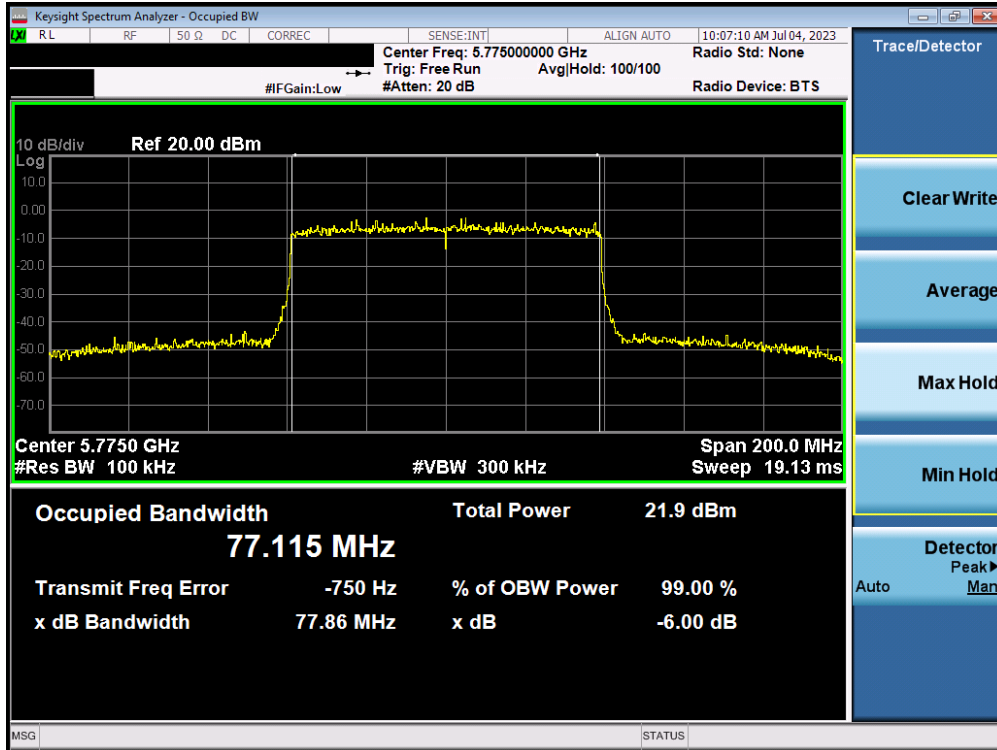 Keysight Spectrum Analyzer - Occupied BW
LXI RL RF 50 Ω DC CORREC SENSE:INT ALIGN AUTO 10:07:10 AM Jul 04, 2023
Center Freq: 5.775000000 GHz Radio Std: None
Trig: Free Run Avg|Hold: 100/100
#IFGain:Low #Atten: 20 dB Radio Device: BTS
Trace/Detector
10 dB/div Ref 20.00 dBm
Log
10.0
0.00
-10.0
-20.0
-30.0
-40.0
-50.0
-60.0
-70.0
Center 5.7750 GHz Span 200.0 MHz
#Res BW 100 kHz #VBW 300 kHz Sweep 19.13 ms
Occupied Bandwidth Total Power 21.9 dBm
77.115 MHz
Transmit Freq Error -750 Hz % of OBW Power 99.00 %
x dB Bandwidth 77.86 MHz x dB -6.00 dB
Clear Write
Average
Max Hold
Min Hold
Detector
Peak▶
Auto Man
MSG STATUS